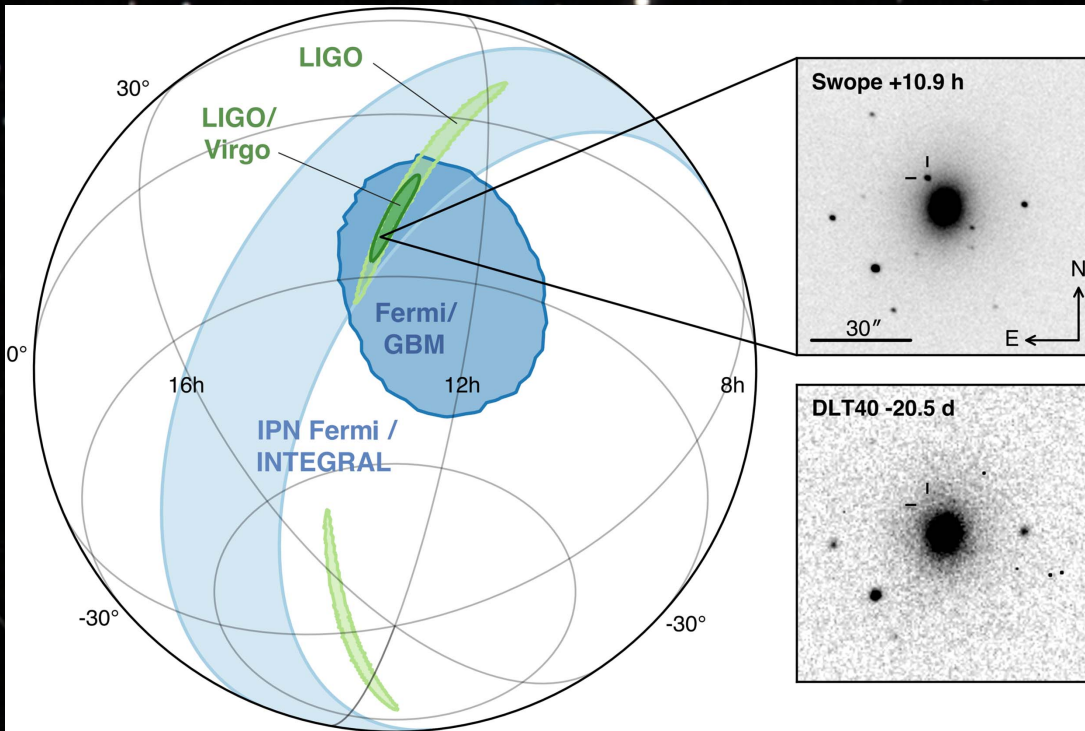 LIGO
30°
LIGO/
Virgo
Fermi/
GBM
0°
16h
12h
8h
IPN Fermi /
INTEGRAL
-30°
-30°
Swope +10.9 h
30″
N
E
DLT40 -20.5 d